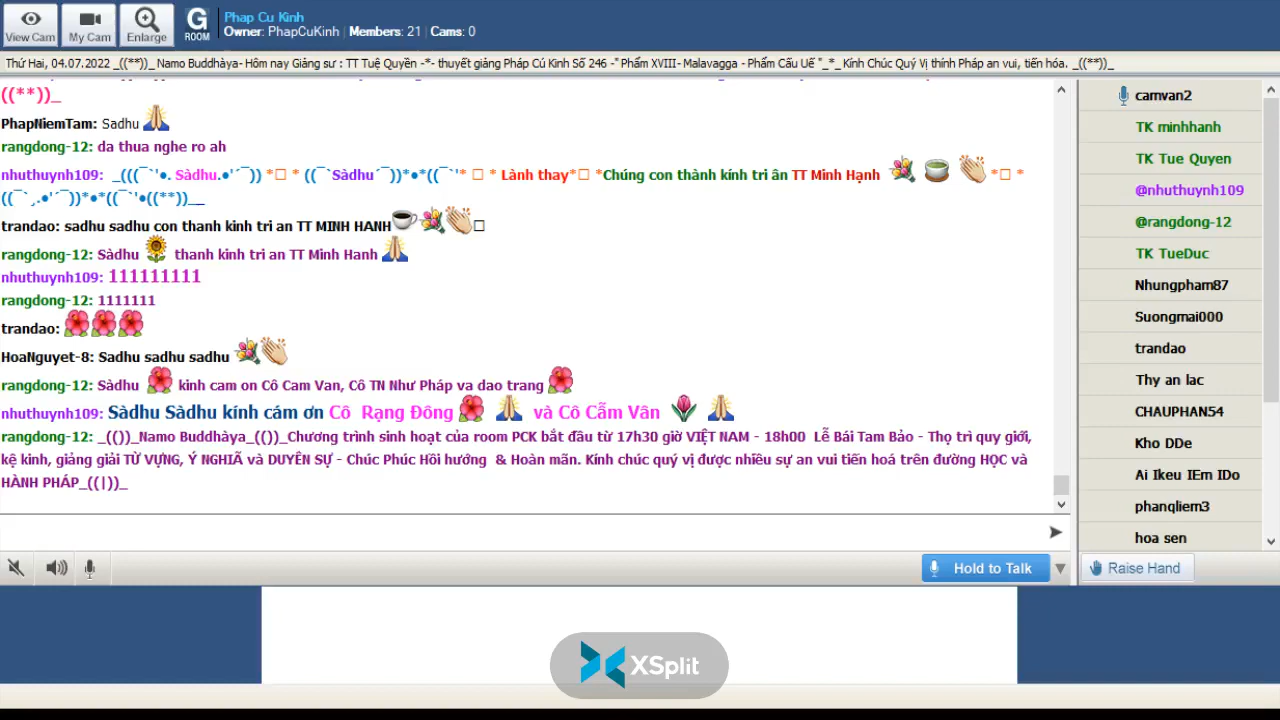 View Cam
My Cam
Enlarge
G
ROOM
Phap Cu Kinh
Owner: PhapCuKinh | Members: 21 | Cams: 0
Thứ Hai, 04.07.2022 _((**))_ Namo Buddhàya- Hôm nay Giảng sư : TT Tuệ Quyền -*- thuyết giảng Pháp Cú Kinh Số 246 -" Phẩm XVIII- Malavagga - Phẩm Cấu Uế "_*_ Kính Chúc Quý Vị thính Pháp an vui, tiến hóa. _((**))_
((**))_
PhapNiemTam: Sadhu 🙏
rangdong-12: da thua nghe ro ah
nhuthuynh109: _(((¯`'•. Sàdhu.•'´¯)) *□ * ((¯`Sàdhu´¯))*•*((¯`'* □ * Lành thay*□ *Chúng con thành kính tri ân TT Minh Hạnh 💐 🍵 👏 *□ *
((¯`¸.•'´¯))*•*((¯`'•((**))__
trandao: sadhu sadhu con thanh kinh tri an TT MINH HANH☕💐👏□
rangdong-12: Sàdhu 🌻 thanh kinh tri an TT Minh Hanh 🙏
nhuthuynh109: 111111111
rangdong-12: 1111111
trandao: 🌺🌺🌺
HoaNguyet-8: Sadhu sadhu sadhu 💐👏
rangdong-12: Sàdhu 🌺 kinh cam on Cô Cam Van, Cô TN Như Pháp va dao trang 🌺
nhuthuynh109: Sàdhu Sàdhu kính cám ơn Cô Rạng Đông 🌺 🙏 và Cô Cẩm Vân 🌷 🙏
rangdong-12: _(())_Namo Buddhàya_(())_Chương trình sinh hoạt của room PCK bắt đầu từ 17h30 giờ VIỆT NAM - 18h00 Lễ Bái Tam Bảo - Thọ trì quy giới,
kệ kinh, giảng giải TỪ VỰNG, Ý NGHIÃ và DUYÊN SỰ - Chúc Phúc Hồi hướng & Hoàn mãn. Kính chúc quý vị được nhiều sự an vui tiến hoá trên đường HỌC và
HÀNH PHÁP_((|))_
camvan2
TK minhhanh
TK Tue Quyen
@nhuthuynh109
@rangdong-12
TK TueDuc
Nhungpham87
Suongmai000
trandao
Thy an lac
CHAUPHAN54
Kho DDe
Ai Ikeu IEm IDo
phanqliem3
hoa sen
Hold to Talk
Raise Hand
XSplit